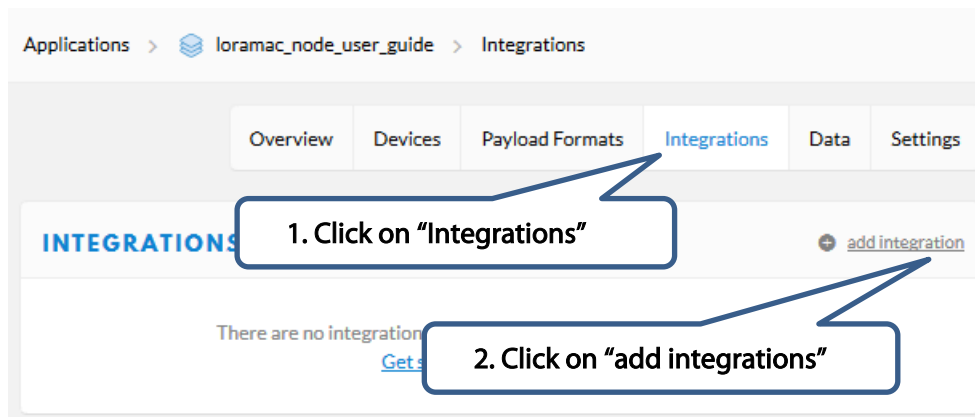 Applications > loramac_node_user_guide > Integrations
Overview Devices Payload Formats Integrations Data Settings
1. Click on “Integrations”
INTEGRATIONS
add integration
There are no integration
Get
2. Click on “add integrations”